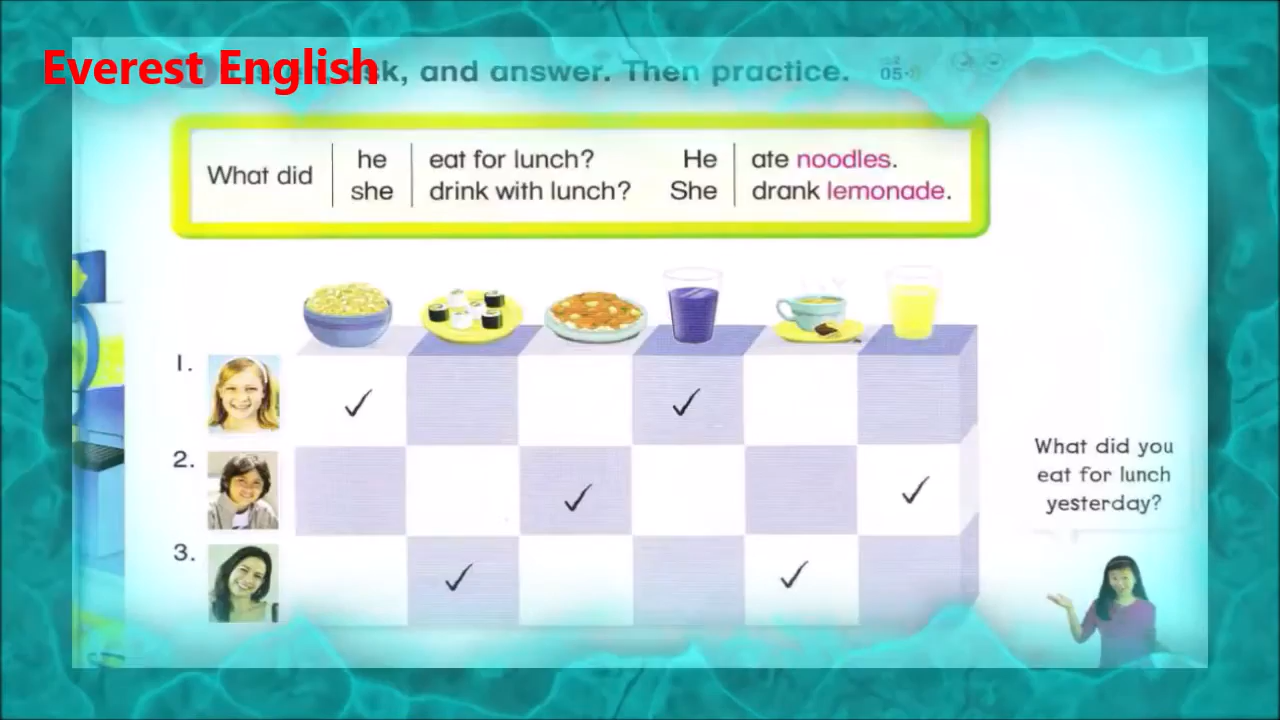 Everest English
sk, and answer. Then practice.
05
What did he eat for lunch? He ate noodles.
she drink with lunch? She drank lemonade.
1.
2.
What did you
eat for lunch
yesterday?
3.